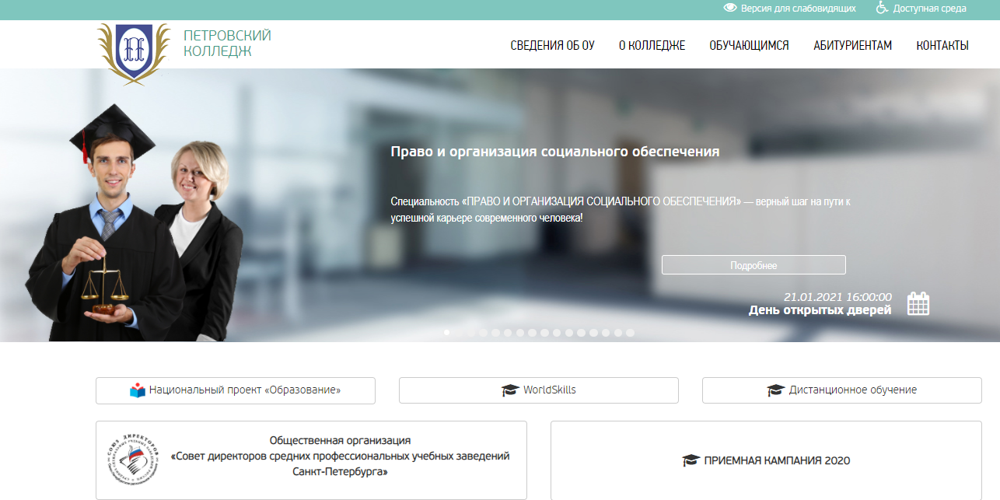 Версия для слабовидящих
Доступная среда
ПЕТРОВСКИЙ
КОЛЛЕДЖ
СВЕДЕНИЯ ОБ ОУ
О КОЛЛЕДЖЕ
ОБУЧАЮЩИМСЯ
АБИТУРИЕНТАМ
КОНТАКТЫ
Право и организация социального обеспечения
Специальность «ПРАВО И ОРГАНИЗАЦИЯ СОЦИАЛЬНОГО ОБЕСПЕЧЕНИЯ» — верный шаг на пути к
успешной карьере современного человека!
Подробнее
21.01.2021 16:00:00
День открытых дверей
Национальный проект «Образование»
WorldSkills
Дистанционное обучение
СОЮЗ ДИРЕКТОРОВ
Общественная организация
«Совет директоров средних профессиональных учебных заведений
Санкт-Петербурга»
ПРИЕМНАЯ КАМПАНИЯ 2020